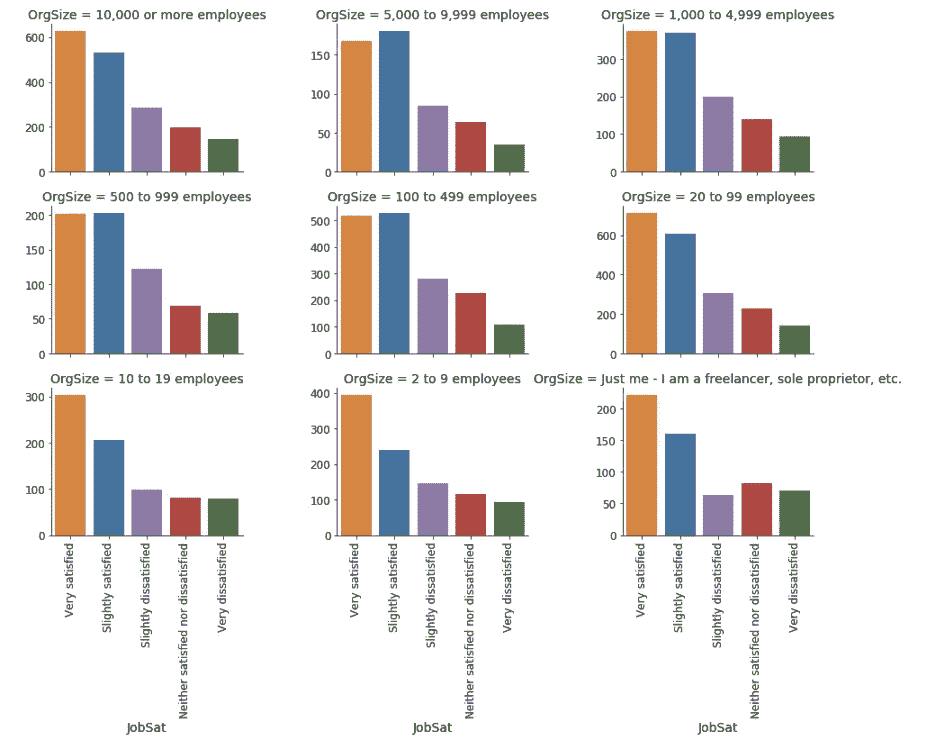 OrgSize = 10,000 or more employees
600
400
200
0
OrgSize = 5,000 to 9,999 employees
150
100
50
0
OrgSize = 1,000 to 4,999 employees
300
200
100
0
OrgSize = 500 to 999 employees
200
150
100
50
0
OrgSize = 100 to 499 employees
500
400
300
200
100
0
OrgSize = 20 to 99 employees
600
400
200
0
OrgSize = 10 to 19 employees
300
200
100
0
Very satisfied
Slightly satisfied
Slightly dissatisfied
Neither satisfied nor dissatisfied
Very dissatisfied
JobSat
OrgSize = 2 to 9 employees
400
300
200
100
0
Very satisfied
Slightly satisfied
Slightly dissatisfied
Neither satisfied nor dissatisfied
Very dissatisfied
JobSat
OrgSize = Just me - I am a freelancer, sole proprietor, etc.
200
150
100
50
0
Very satisfied
Slightly satisfied
Slightly dissatisfied
Neither satisfied nor dissatisfied
Very dissatisfied
JobSat